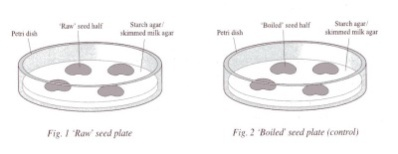 'Raw' seed half
Starch agar/
skimmed milk agar
Petri dish
Fig. 1 'Raw' seed plate
'Boiled' seed half
Starch agar/
skimmed milk agar
Petri dish
Fig. 2 'Boiled' seed plate (control)